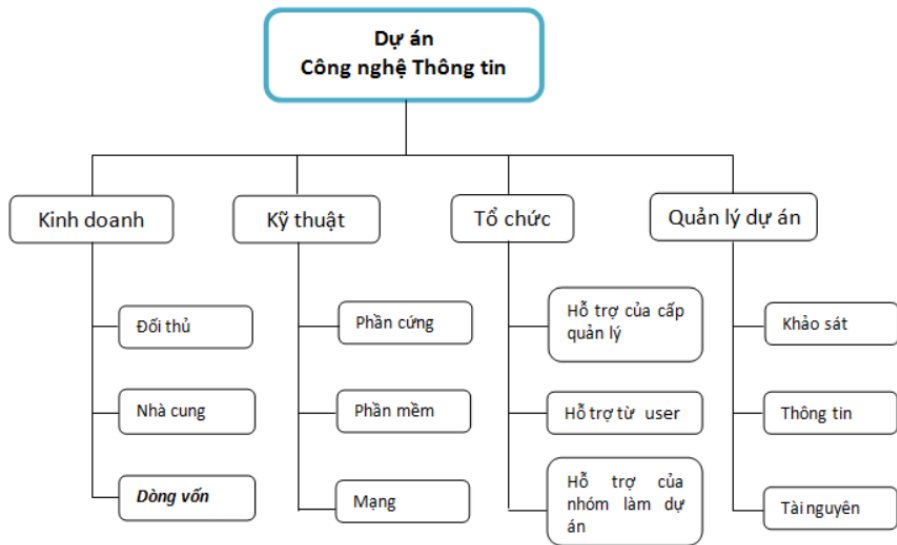 Dự án
Công nghệ Thông tin
Kinh doanh
Kỹ thuật
Tổ chức
Quản lý dự án
Đối thủ
Phần cứng
Hỗ trợ của cấp
quản lý
Khảo sát
Nhà cung
Phần mềm
Hỗ trợ từ user
Thông tin
Dòng vốn
Mạng
Hỗ trợ của
nhóm làm dự
án
Tài nguyên